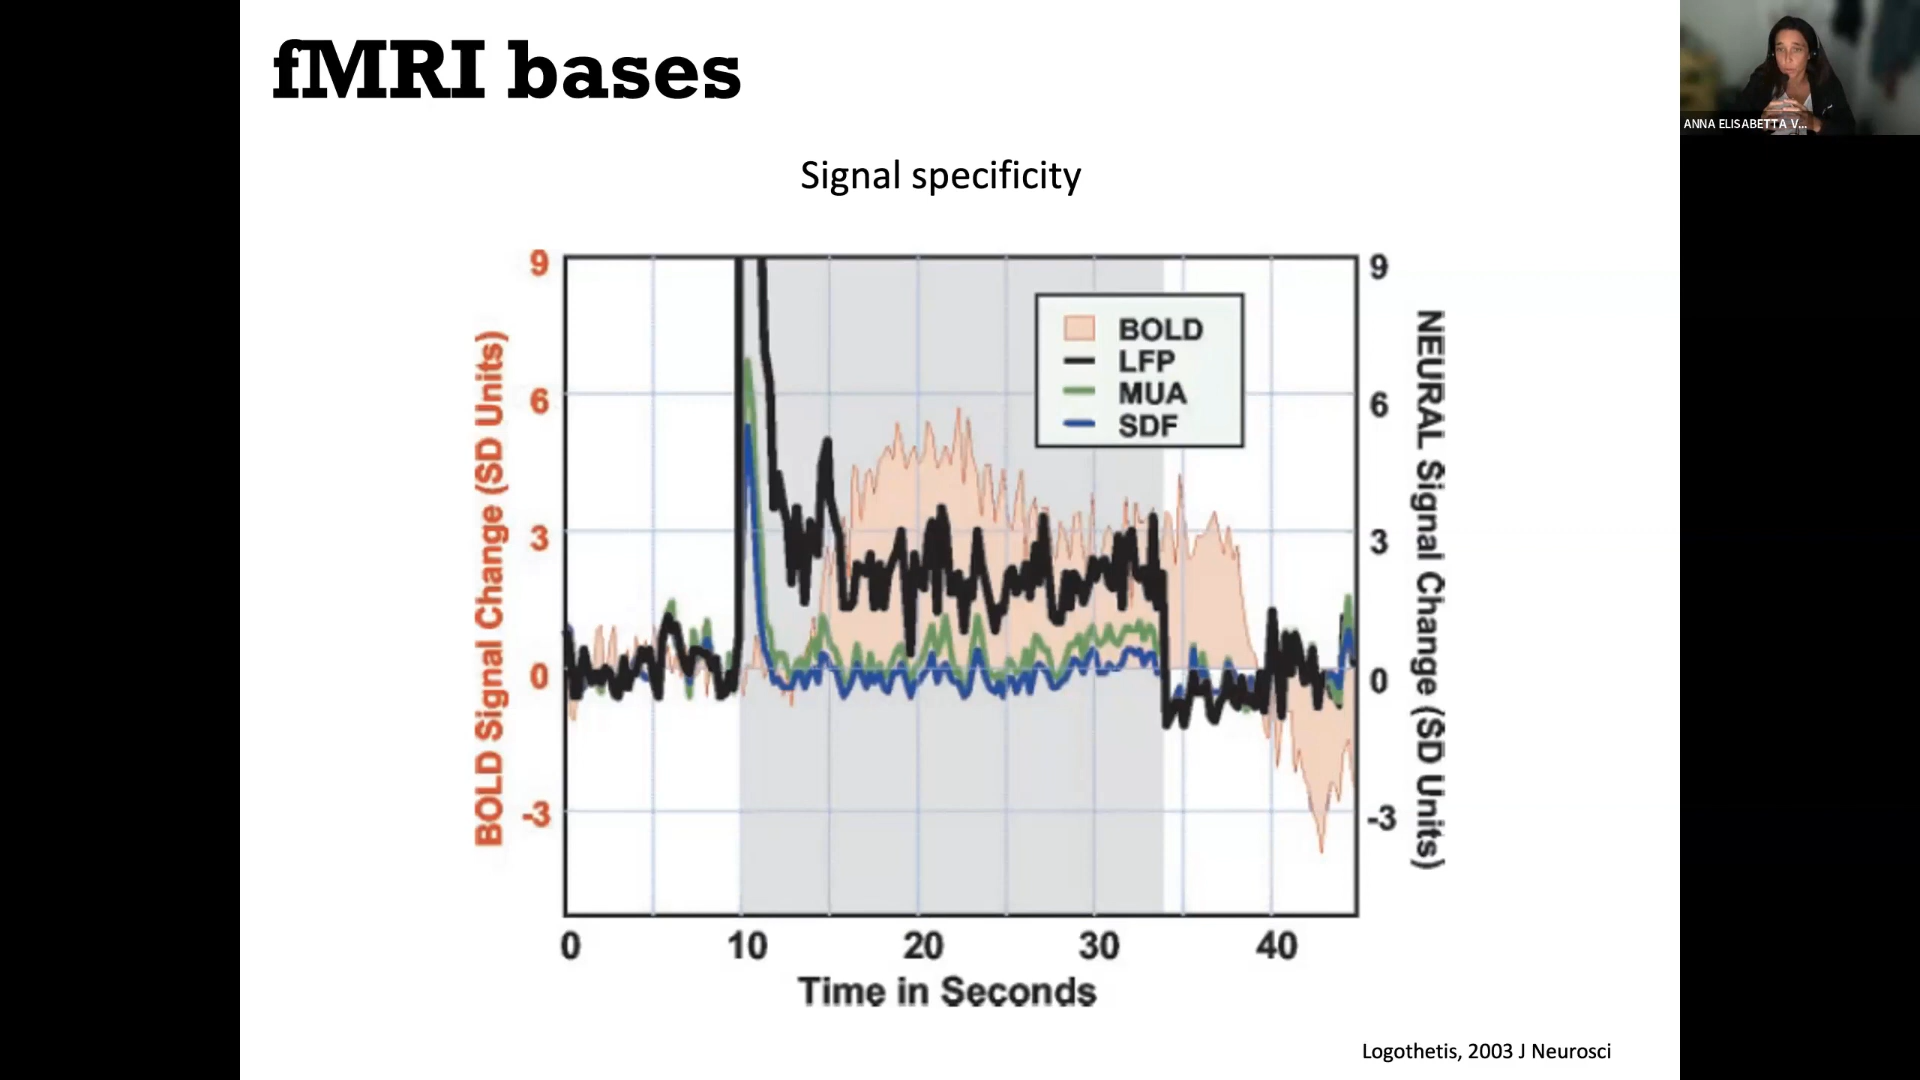 fMRI bases
ANNA ELISABETTA V...
Signal specificity
BOLD Signal Change (SD Units)
9
6
3
0
-3
BOLD
LFP
MUA
SDF
9
6
3
0
-3
NEURAL Signal Change (SD Units)
0 10 20 30 40
Time in Seconds
Logothetis, 2003 J Neurosci